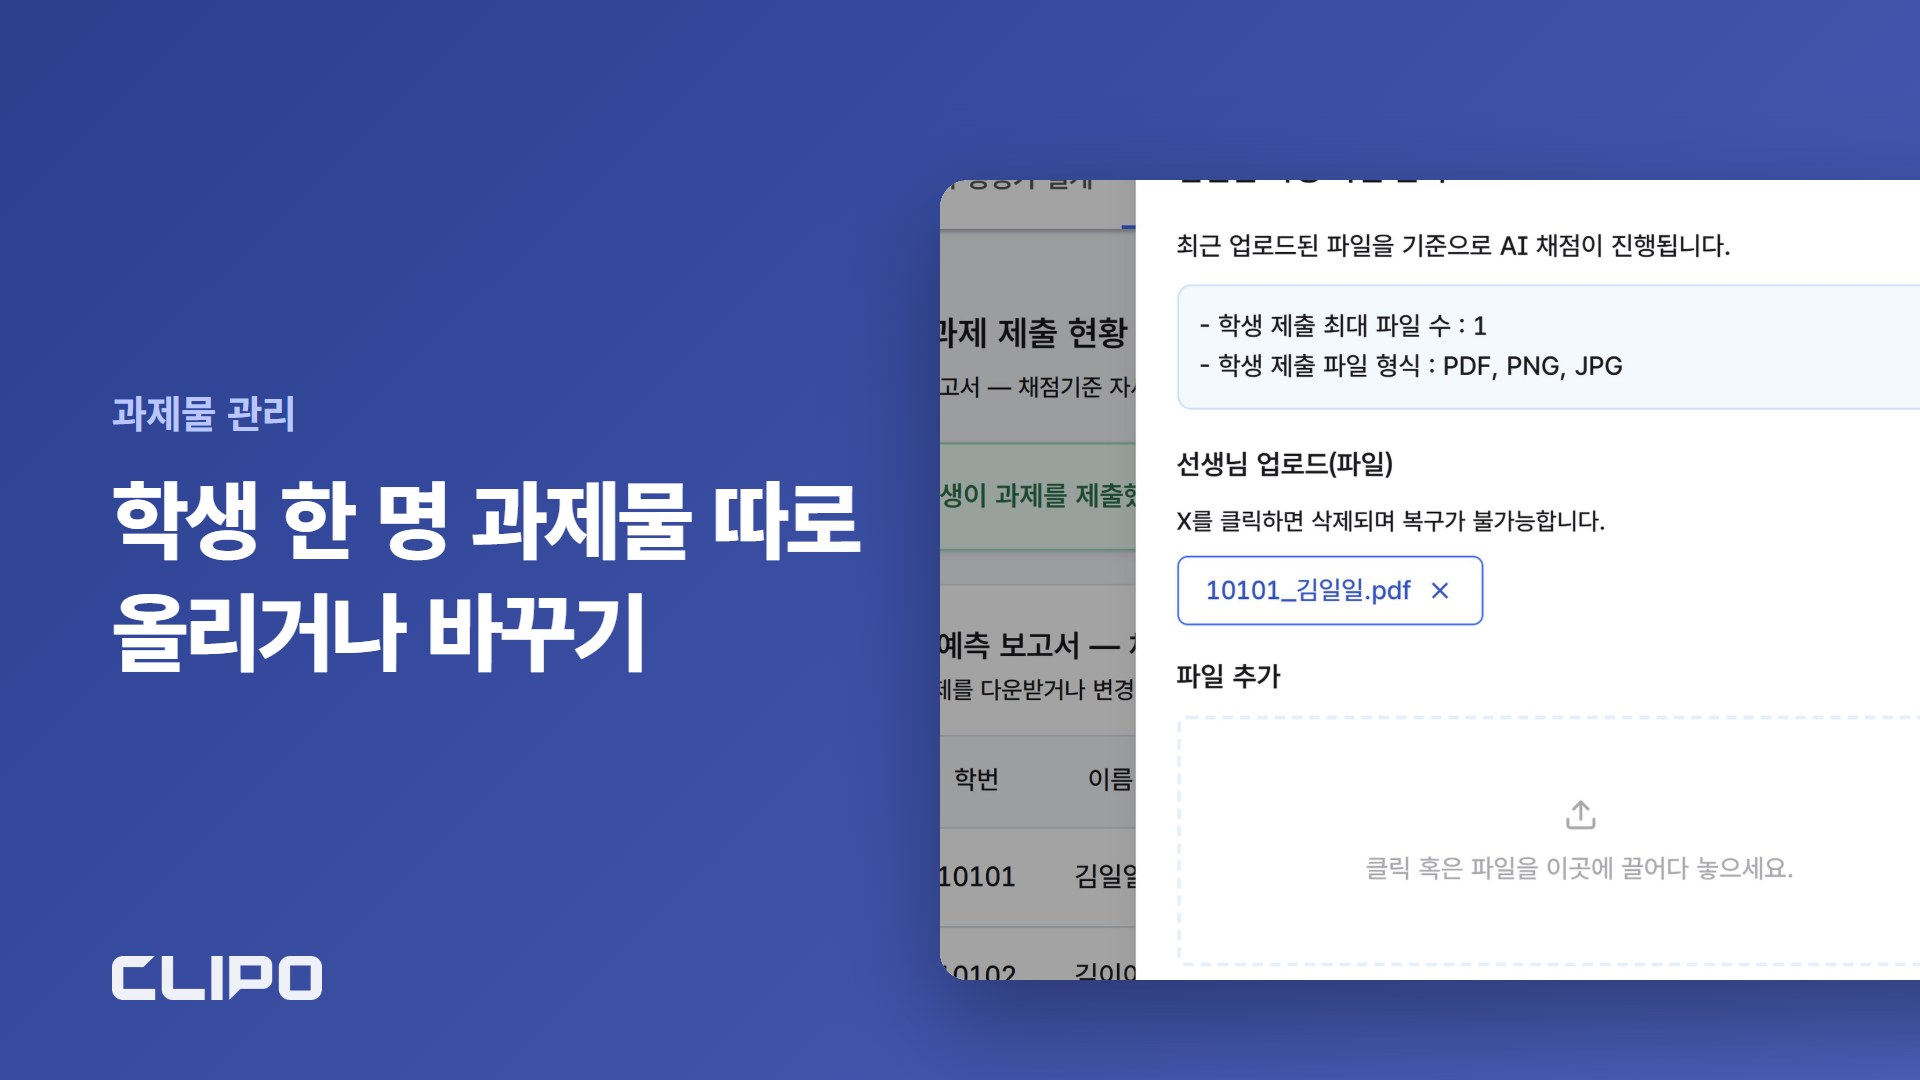 과제물 관리
학생 한 명 과제물 따로
올리거나 바꾸기
CLIPO
과제 제출 현황
고서 — 채점기준
생이 과제를
예측 보고서 —
를 다운받거나 변경
학번 이름
10101 김일일
10102 김이이
최근 업로드된 파일을 기준으로 AI 채점이 진행됩니다.
- 학생 제출 최대 파일 수 : 1
- 학생 제출 파일 형식 : PDF, PNG, JPG
선생님 업로드(파일)
X를 클릭하면 삭제되며 복구가 불가능합니다.
10101_김일일.pdf ×
파일 추가
클릭 혹은 파일을 이곳에 끌어다 놓으세요.